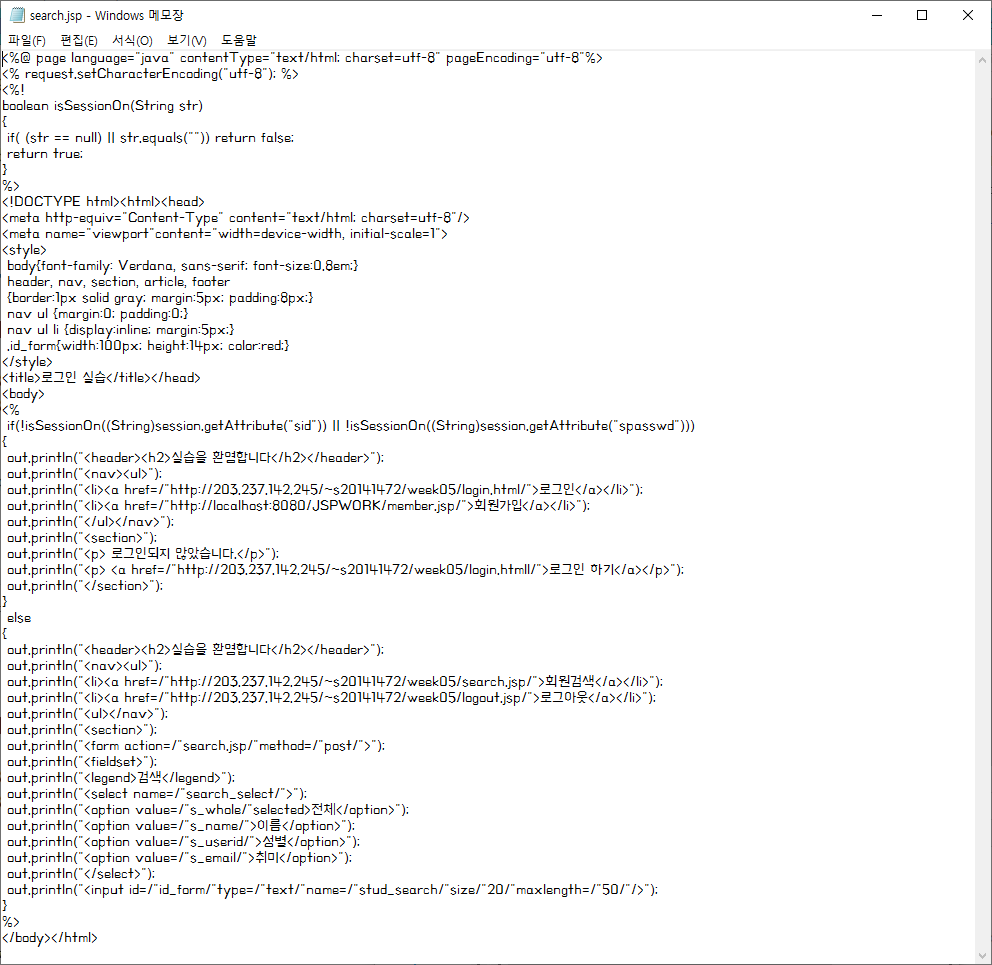 search.jsp - Windows 메모장
파일(F) 편집(E) 서식(O) 보기(V) 도움말
<%@ page language="java" contentType="text/html; charset=utf-8" pageEncoding="utf-8"%>
<% request.setCharacterEncoding("utf-8"); %>
<%!
boolean isSessionOn(String str)
{
 if( (str == null) || str.equals("")) return false;
 return true;
}
%>
<!DOCTYPE html><html><head>
<meta http-equiv="Content-Type" content="text/html; charset=utf-8"/>
<meta name="viewport"content="width=device-width, initial-scale=1">
<style>
 body{font-family: Verdana, sans-serif; font-size:0.8em;}
 header, nav, section, article, footer
 {border:1px solid gray; margin:5px; padding:8px;}
 nav ul {margin:0; padding:0;}
 nav ul li {display:inline; margin:5px;}
 .id_form{width:100px; height:14px; color:red;}
</style>
<title>로그인 실습</title></head>
<body>
<%
 if(!isSessionOn((String)session.getAttribute("sid")) || !isSessionOn((String)session.getAttribute("spasswd")))
{
 out.println("<header><h2>실습을 환몀합니다</h2></header>");
 out.println("<nav><ul>");
 out.println("<li><a href=/"http://203.237.142.245/~s20141472/week05/login.html/">로그인</a></li>");
 out.println("<li><a href=/"http://localhost:8080/JSPWORK/member.jsp/">회원가입</a></li>");
 out.println("</ul></nav>");
 out.println("<section>");
 out.println("<p> 로그인되지 않았습니다.</p>");
 out.println("<p> <a href=/"http://203.237.142.245/~s20141472/week05/login.htmll/">로그인 하기</a></p>");
 out.println("</section>");
}
 else
{
 out.println("<header><h2>실습을 환몀합니다</h2></header>");
 out.println("<nav><ul>");
 out.println("<li><a href=/"http://203.237.142.245/~s20141472/week05/search.jsp/">회원검색</a></li>");
 out.println("<li><a href=/"http://203.237.142.245/~s20141472/week05/logout.jsp/">로그아웃</a></li>");
 out.println("<ul></nav>");
 out.println("<section>");
 out.println("<form action=/"search.jsp/"method=/"post/">");
 out.println("<fieldset>");
 out.println("<legend>검색</legend>");
 out.println("<select name=/"search_select/">");
 out.println("<option value=/"s_whole/"selected>전체</option>");
 out.println("<option value=/"s_name/">이름</option>");
 out.println("<option value=/"s_userid/">성별</option>");
 out.println("<option value=/"s_email/">취미</option>");
 out.println("</select>");
 out.println("<input id=/"id_form/"type=/"text/"name=/"stud_search/"size/"20/"maxlength=/"50/"/>");
}
%>
</body></html>